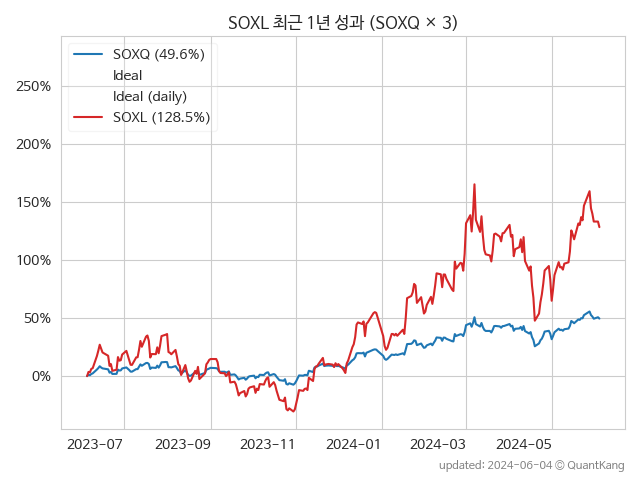 SOXL 최근 1년 성과 (SOXQ × 3)
SOXQ (49.6%)
Ideal
Ideal (daily)
SOXL (128.5%)
250%
200%
150%
100%
50%
0%
2023-07 2023-09 2023-11 2024-01 2024-03 2024-05
updated: 2024-06-04 © QuantKang